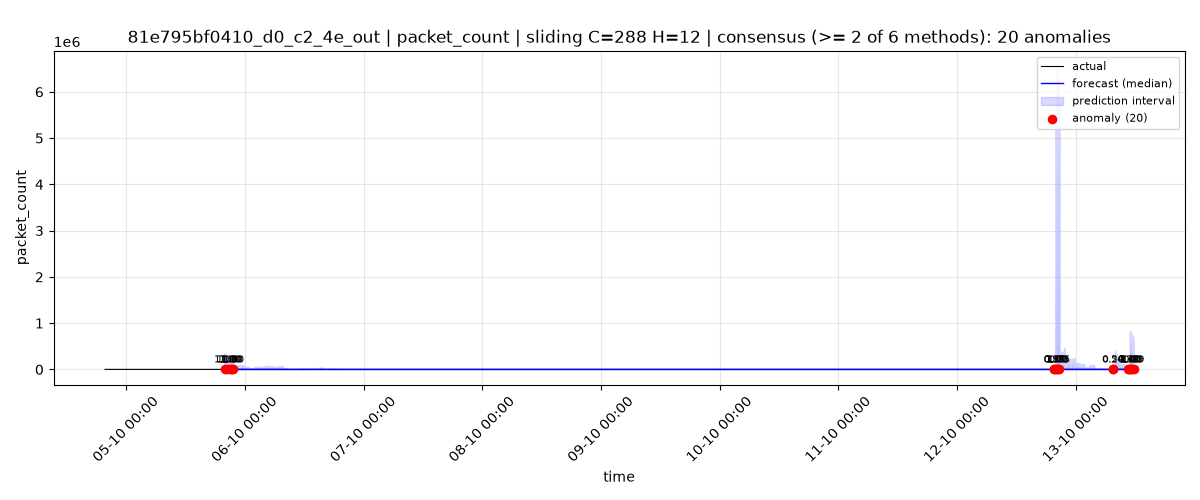 81e795bf0410_d0_c2_4e_out | packet_count | sliding C=288 H=12 | consensus (>= 2 of 6 methods): 20 anomalies
1e6
actual
forecast (median)
prediction interval
anomaly (20)
packet_count
6
5
4
3
2
1
0
05-10 00:00
06-10 00:00
07-10 00:00
08-10 00:00
09-10 00:00
10-10 00:00
11-10 00:00
12-10 00:00
13-10 00:00
time